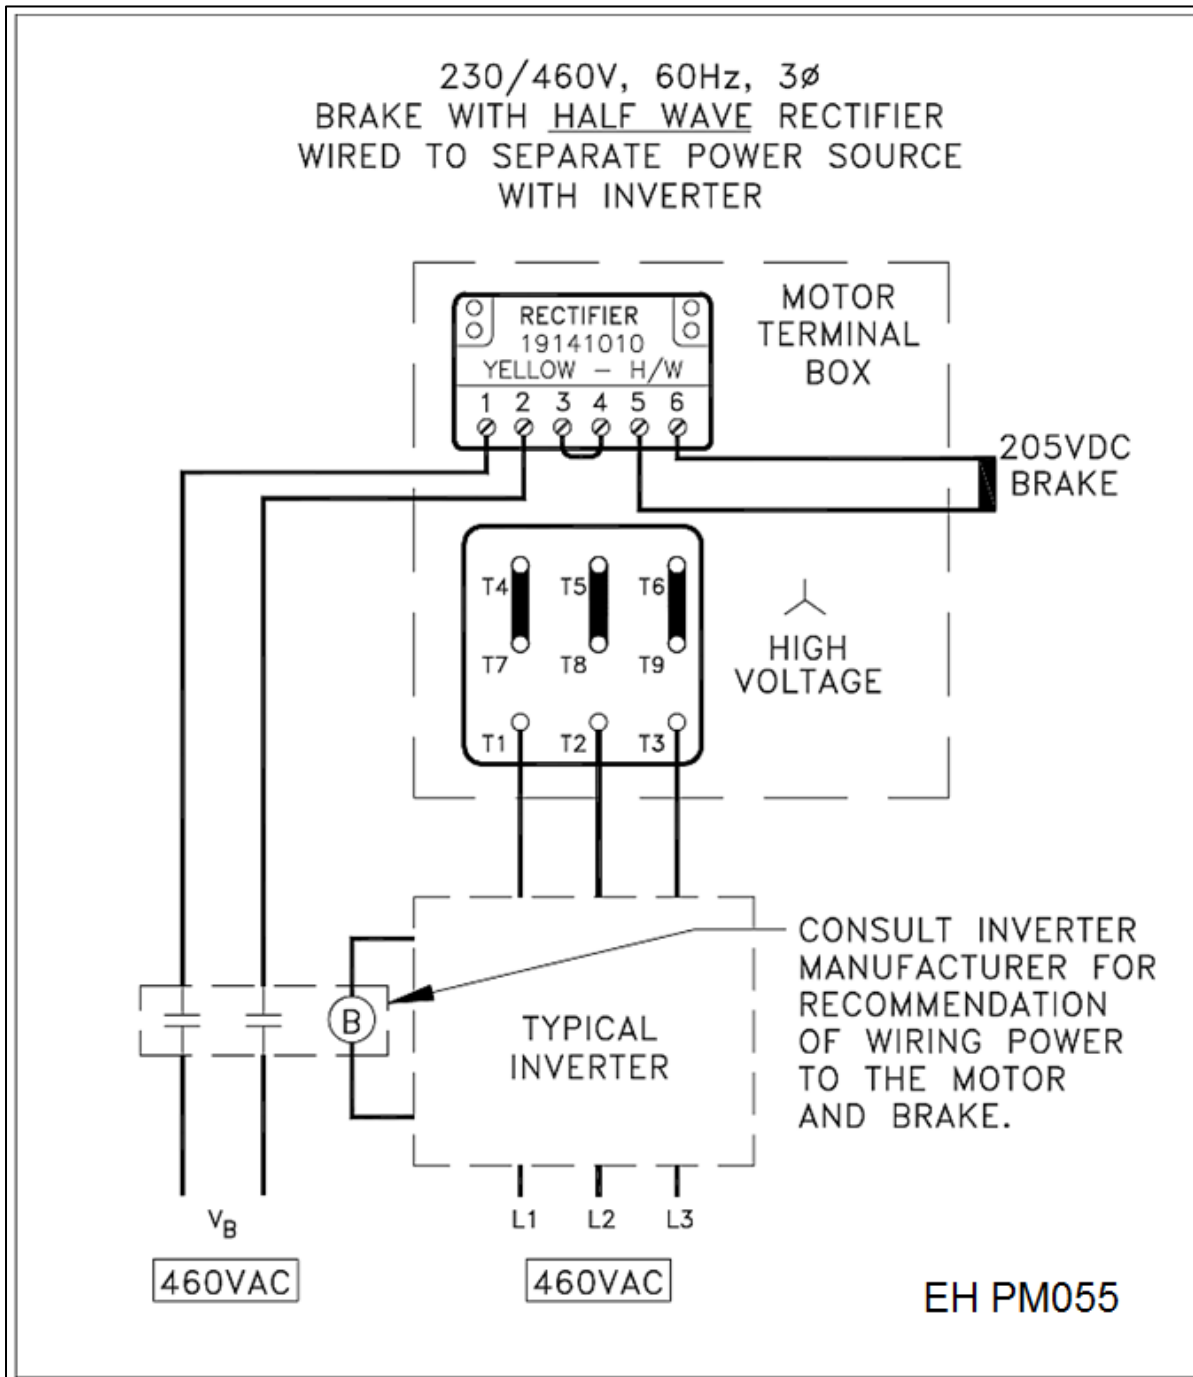 230/460V, 60Hz, 3Ø
BRAKE WITH HALF WAVE RECTIFIER
WIRED TO SEPARATE POWER SOURCE
WITH INVERTER
MOTOR
TERMINAL
BOX
RECTIFIER
19141010
YELLOW – H/W
1 2 3 4 5 6
205VDC
BRAKE
T4 T5 T6
T7 T8 T9
HIGH
VOLTAGE
T1 T2 T3
CONSULT INVERTER
MANUFACTURER FOR
RECOMMENDATION
OF WIRING POWER
TO THE MOTOR
AND BRAKE.
B
TYPICAL
INVERTER
VB
L1 L2 L3
460VAC
460VAC
EH PM055